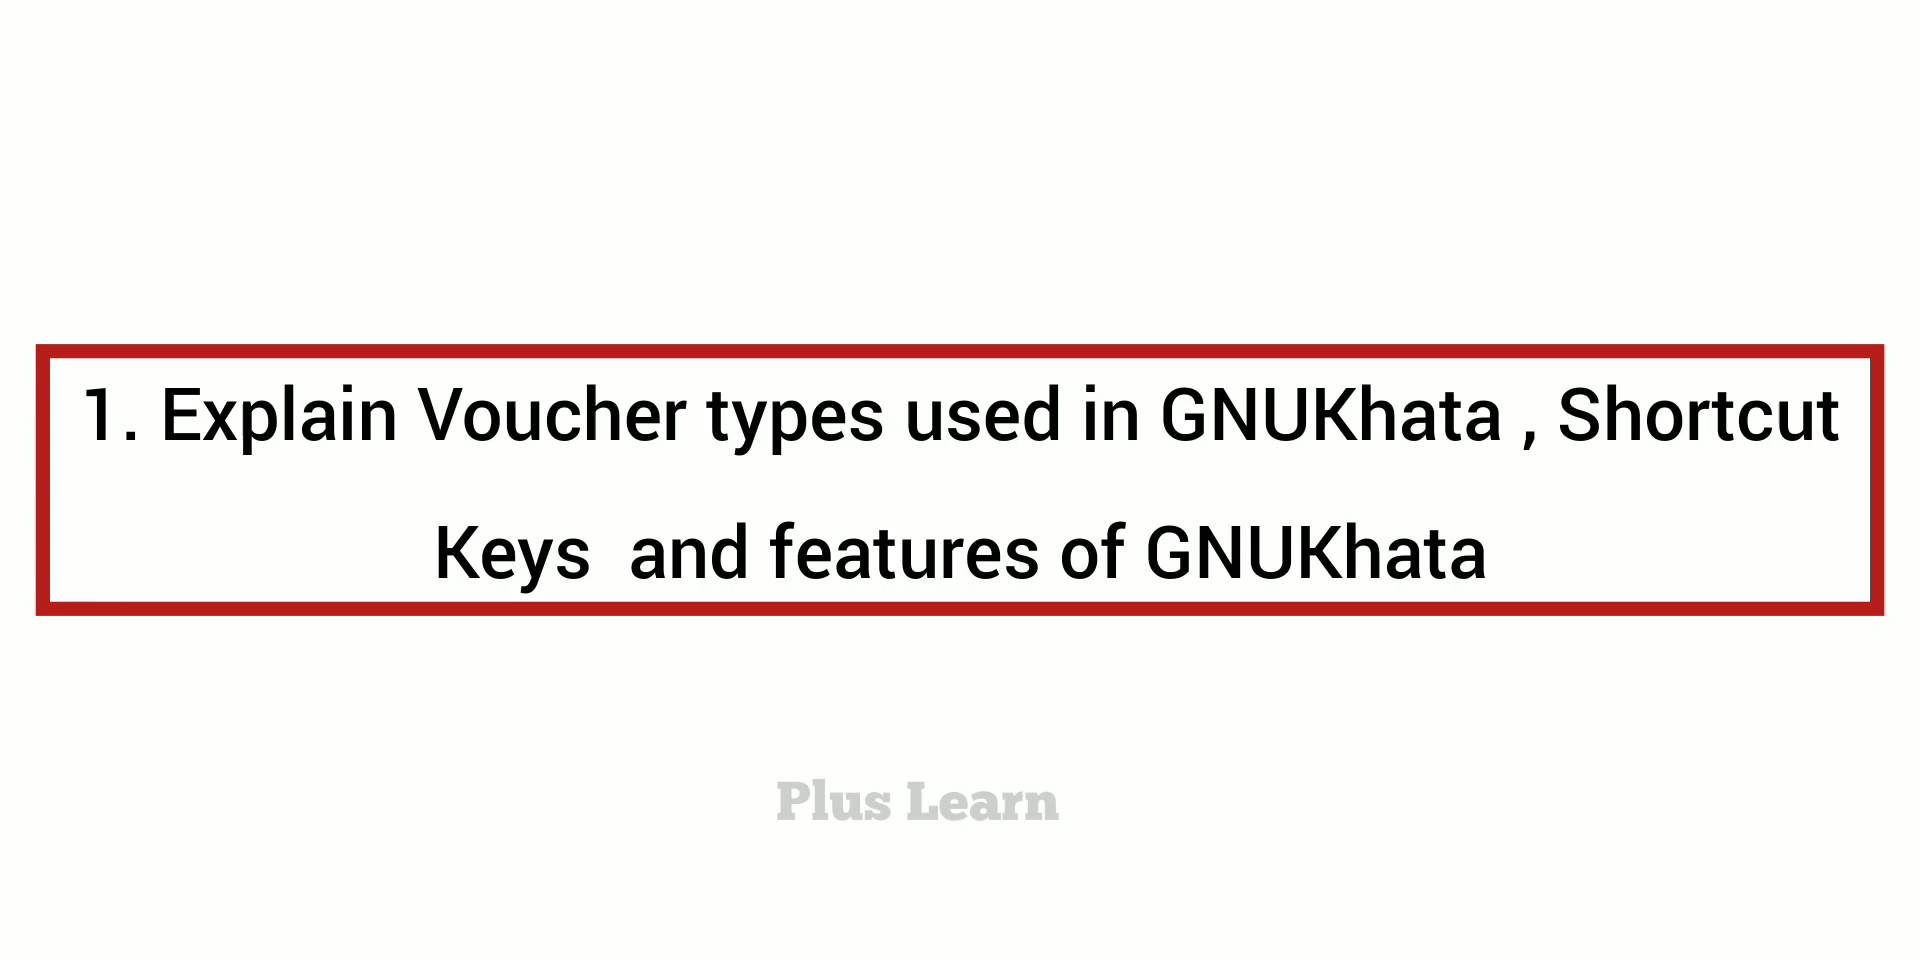 1. Explain Voucher types used in GNUKhata , Shortcut
Keys  and features of GNUKhata
Plus Learn